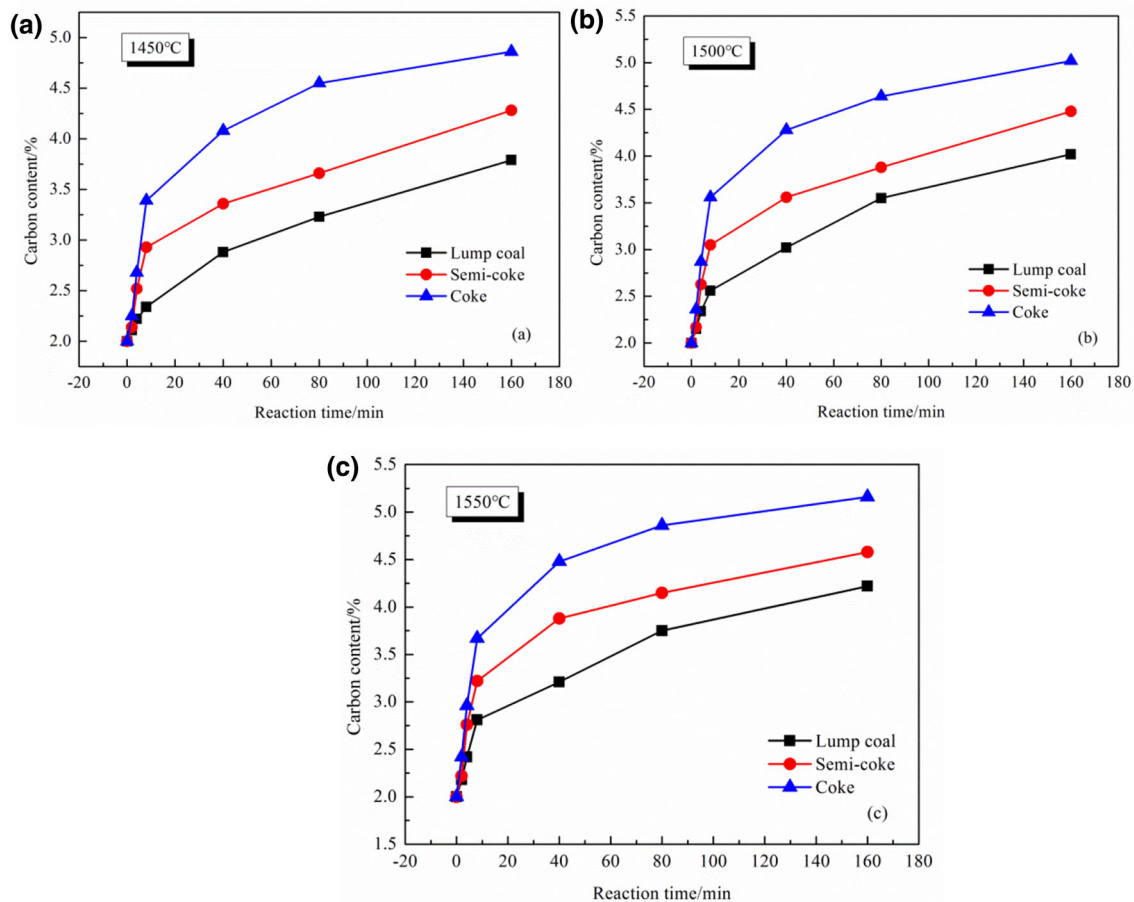 (a)
1450℃
Carbon content/%
5.0
4.5
4.0
3.5
3.0
2.5
2.0
Lump coal
Semi-coke
Coke
(a)
-20 0 20 40 60 80 100 120 140 160 180
Reaction time/min
(b)
1500℃
Carbon content/%
5.5
5.0
4.5
4.0
3.5
3.0
2.5
2.0
Lump coal
Semi-coke
Coke
(b)
-20 0 20 40 60 80 100 120 140 160 180
Reaction time/min
(c)
1550℃
Carbon content/%
5.5
5.0
4.5
4.0
3.5
3.0
2.5
2.0
1.5
Lump coal
Semi-coke
Coke
(c)
-20 0 20 40 60 80 100 120 140 160 180
Reaction time/min